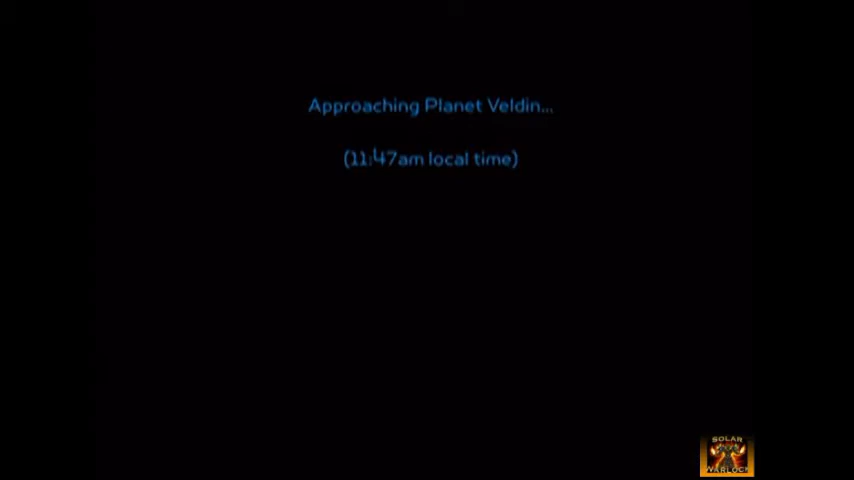 Approaching Planet Veldin...
(11:47am local time)
SOLAR
WARLOCK